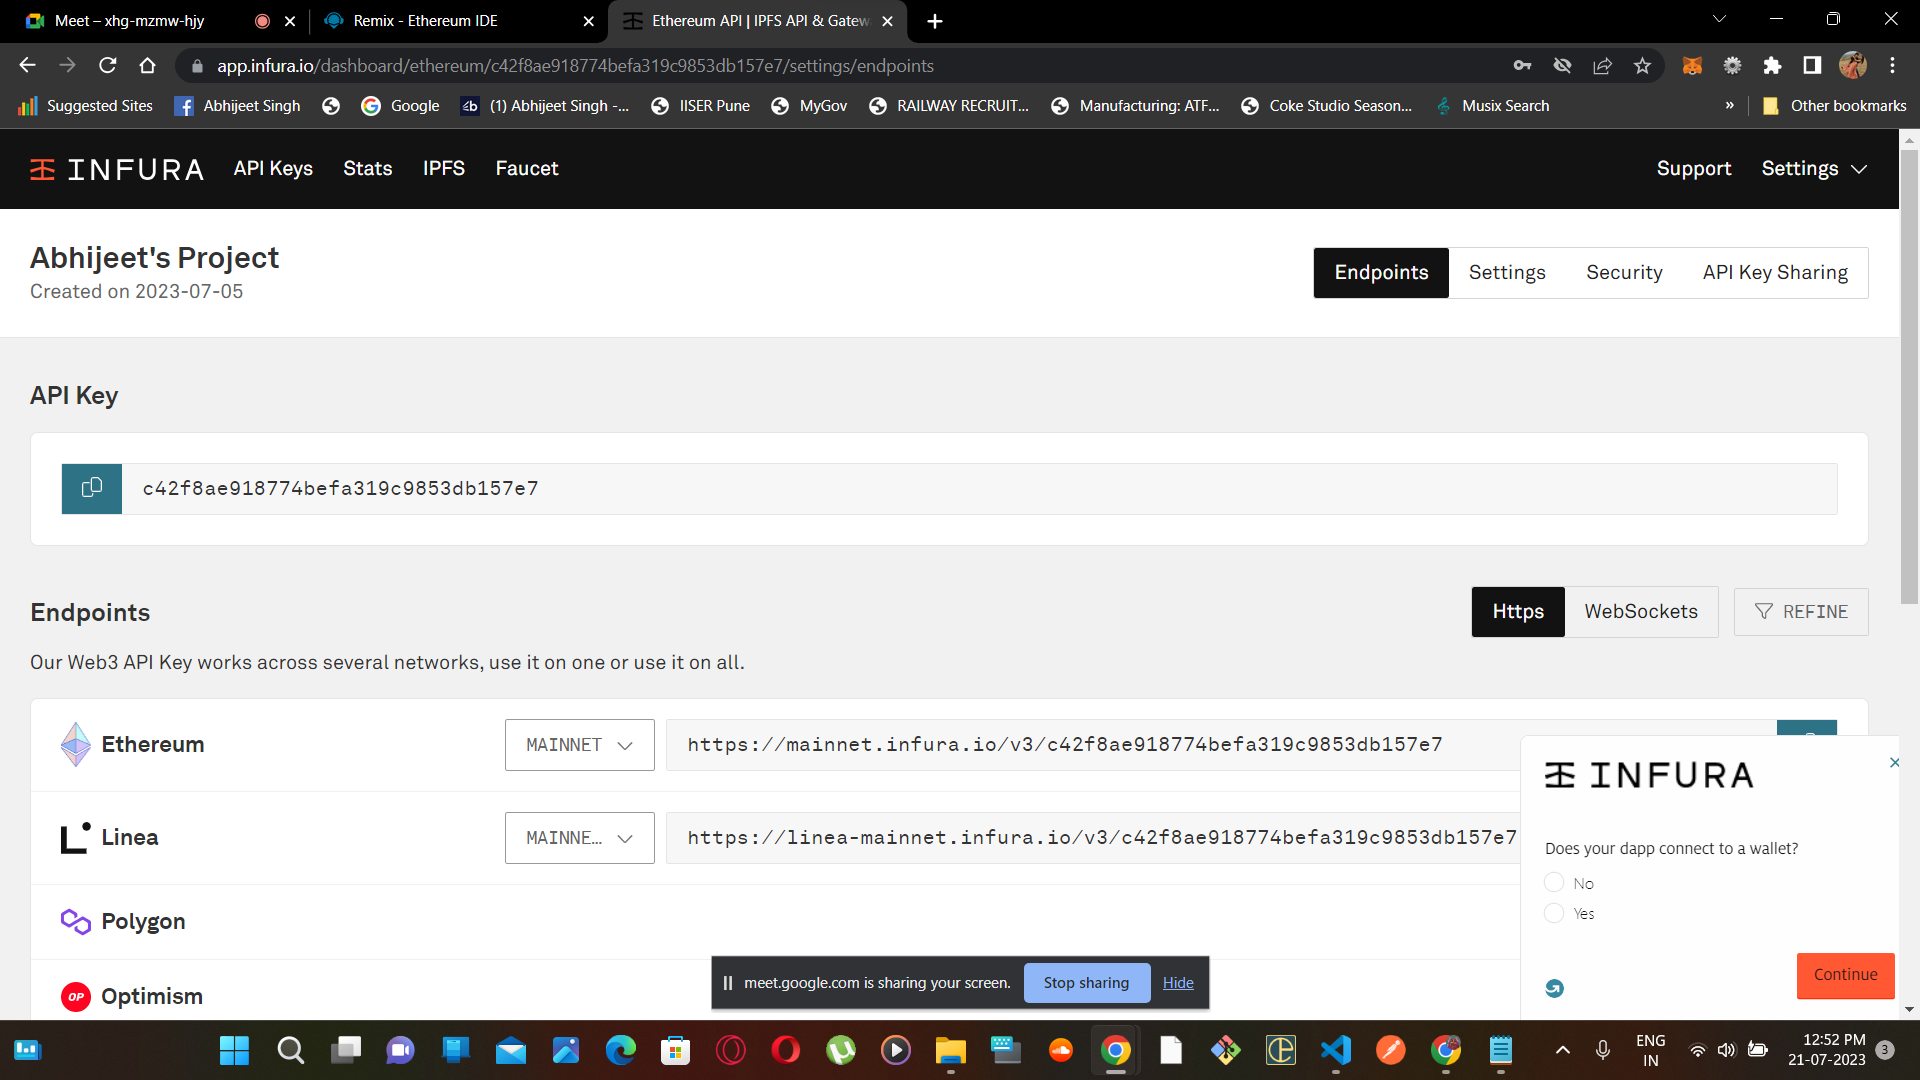 Meet – xhg-mzmw-hjy
Remix - Ethereum IDE
Ethereum API | IPFS API & Gatew
app.infura.io/dashboard/ethereum/c42f8ae918774befa319c9853db157e7/settings/endpoints
Suggested Sites
Abhijeet Singh
Google
(1) Abhijeet Singh -...
IISER Pune
MyGov
RAILWAY RECRUIT...
Manufacturing: ATF...
Coke Studio Season...
Musix Search
»
Other bookmarks
INFURA
API Keys
Stats
IPFS
Faucet
Support
Settings
Abhijeet's Project
Created on 2023-07-05
Endpoints
Settings
Security
API Key Sharing
API Key
c42f8ae918774befa319c9853db157e7
Endpoints
Https
WebSockets
REFINE
Our Web3 API Key works across several networks, use it on one or use it on all.
Ethereum
MAINNET
https://mainnet.infura.io/v3/c42f8ae918774befa319c9853db157e7
Linea
MAINNE...
https://linea-mainnet.infura.io/v3/c42f8ae918774befa319c9853db157e7
Polygon
OP
Optimism
INFURA
Does your dapp connect to a wallet?
No
Yes
Continue
meet.google.com is sharing your screen.
Stop sharing
Hide
ENG
IN
12:52 PM
21-07-2023
3